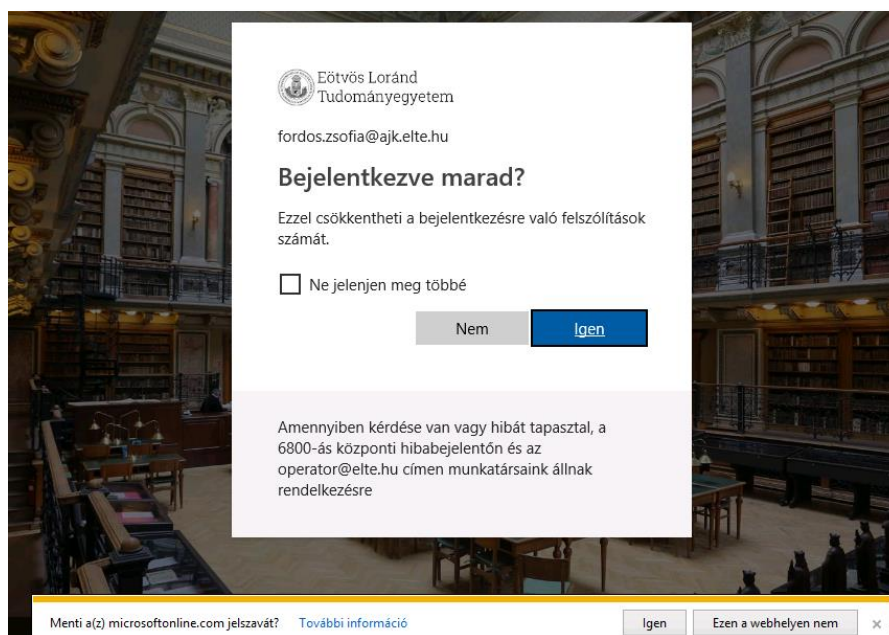 Eötvös Loránd
Tudományegyetem
fordos.zsofia@ajk.elte.hu
Bejelentkezve marad?
Ezzel csökkentheti a bejelentkezésre való felszólítások
számát.
Ne jelenjen meg többé
Nem
Igen
Amennyiben kérdése van vagy hibát tapasztal, a
6800-ás központi hibabejelentőn és az
operator@elte.hu címen munkatársaink állnak
rendelkezésre
Menti a(z) microsoftonline.com jelszavát? További információ Igen Ezen a webhelyen nem ×